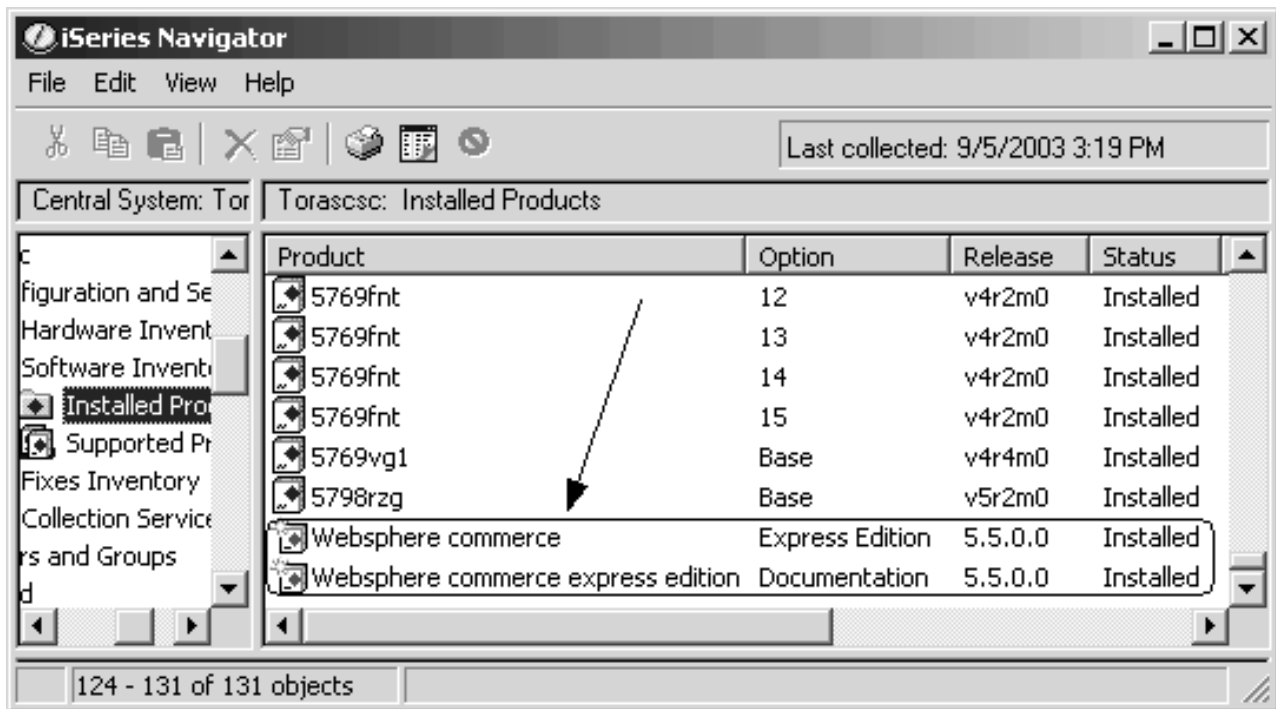 iSeries Navigator
File Edit View Help
Last collected: 9/5/2003 3:19 PM
Central System: Tor
Torascsc: Installed Products
c
figuration and Se
Hardware Invent
Software Invent
Installed Pro
Supported Pr
Fixes Inventory
Collection Service
rs and Groups
d
Product Option Release Status
5769fnt 12 v4r2m0 Installed
5769fnt 13 v4r2m0 Installed
5769fnt 14 v4r2m0 Installed
5769fnt 15 v4r2m0 Installed
5769vg1 Base v4r4m0 Installed
5798rzg Base v5r2m0 Installed
Websphere commerce Express Edition 5.5.0.0 Installed
Websphere commerce express edition Documentation 5.5.0.0 Installed
124 - 131 of 131 objects